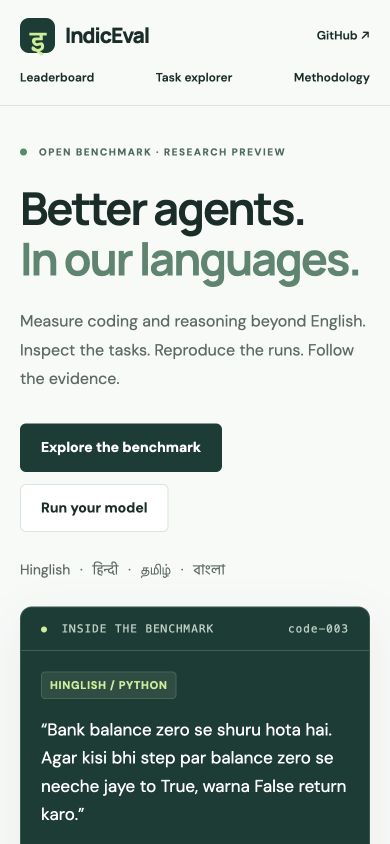 इ IndicEval
GitHub ↗
Leaderboard
Task explorer
Methodology
OPEN BENCHMARK · RESEARCH PREVIEW
Better agents.
In our languages.
Measure coding and reasoning beyond English.
Inspect the tasks. Reproduce the runs. Follow
the evidence.
Explore the benchmark
Run your model
Hinglish · हिन्दी · தமிழ் · বাংলা
INSIDE THE BENCHMARK
code-003
HINGLISH / PYTHON
“Bank balance zero se shuru hota hai.
Agar kisi bhi step par balance zero se
neeche jaye to True, warna False return
karo.”